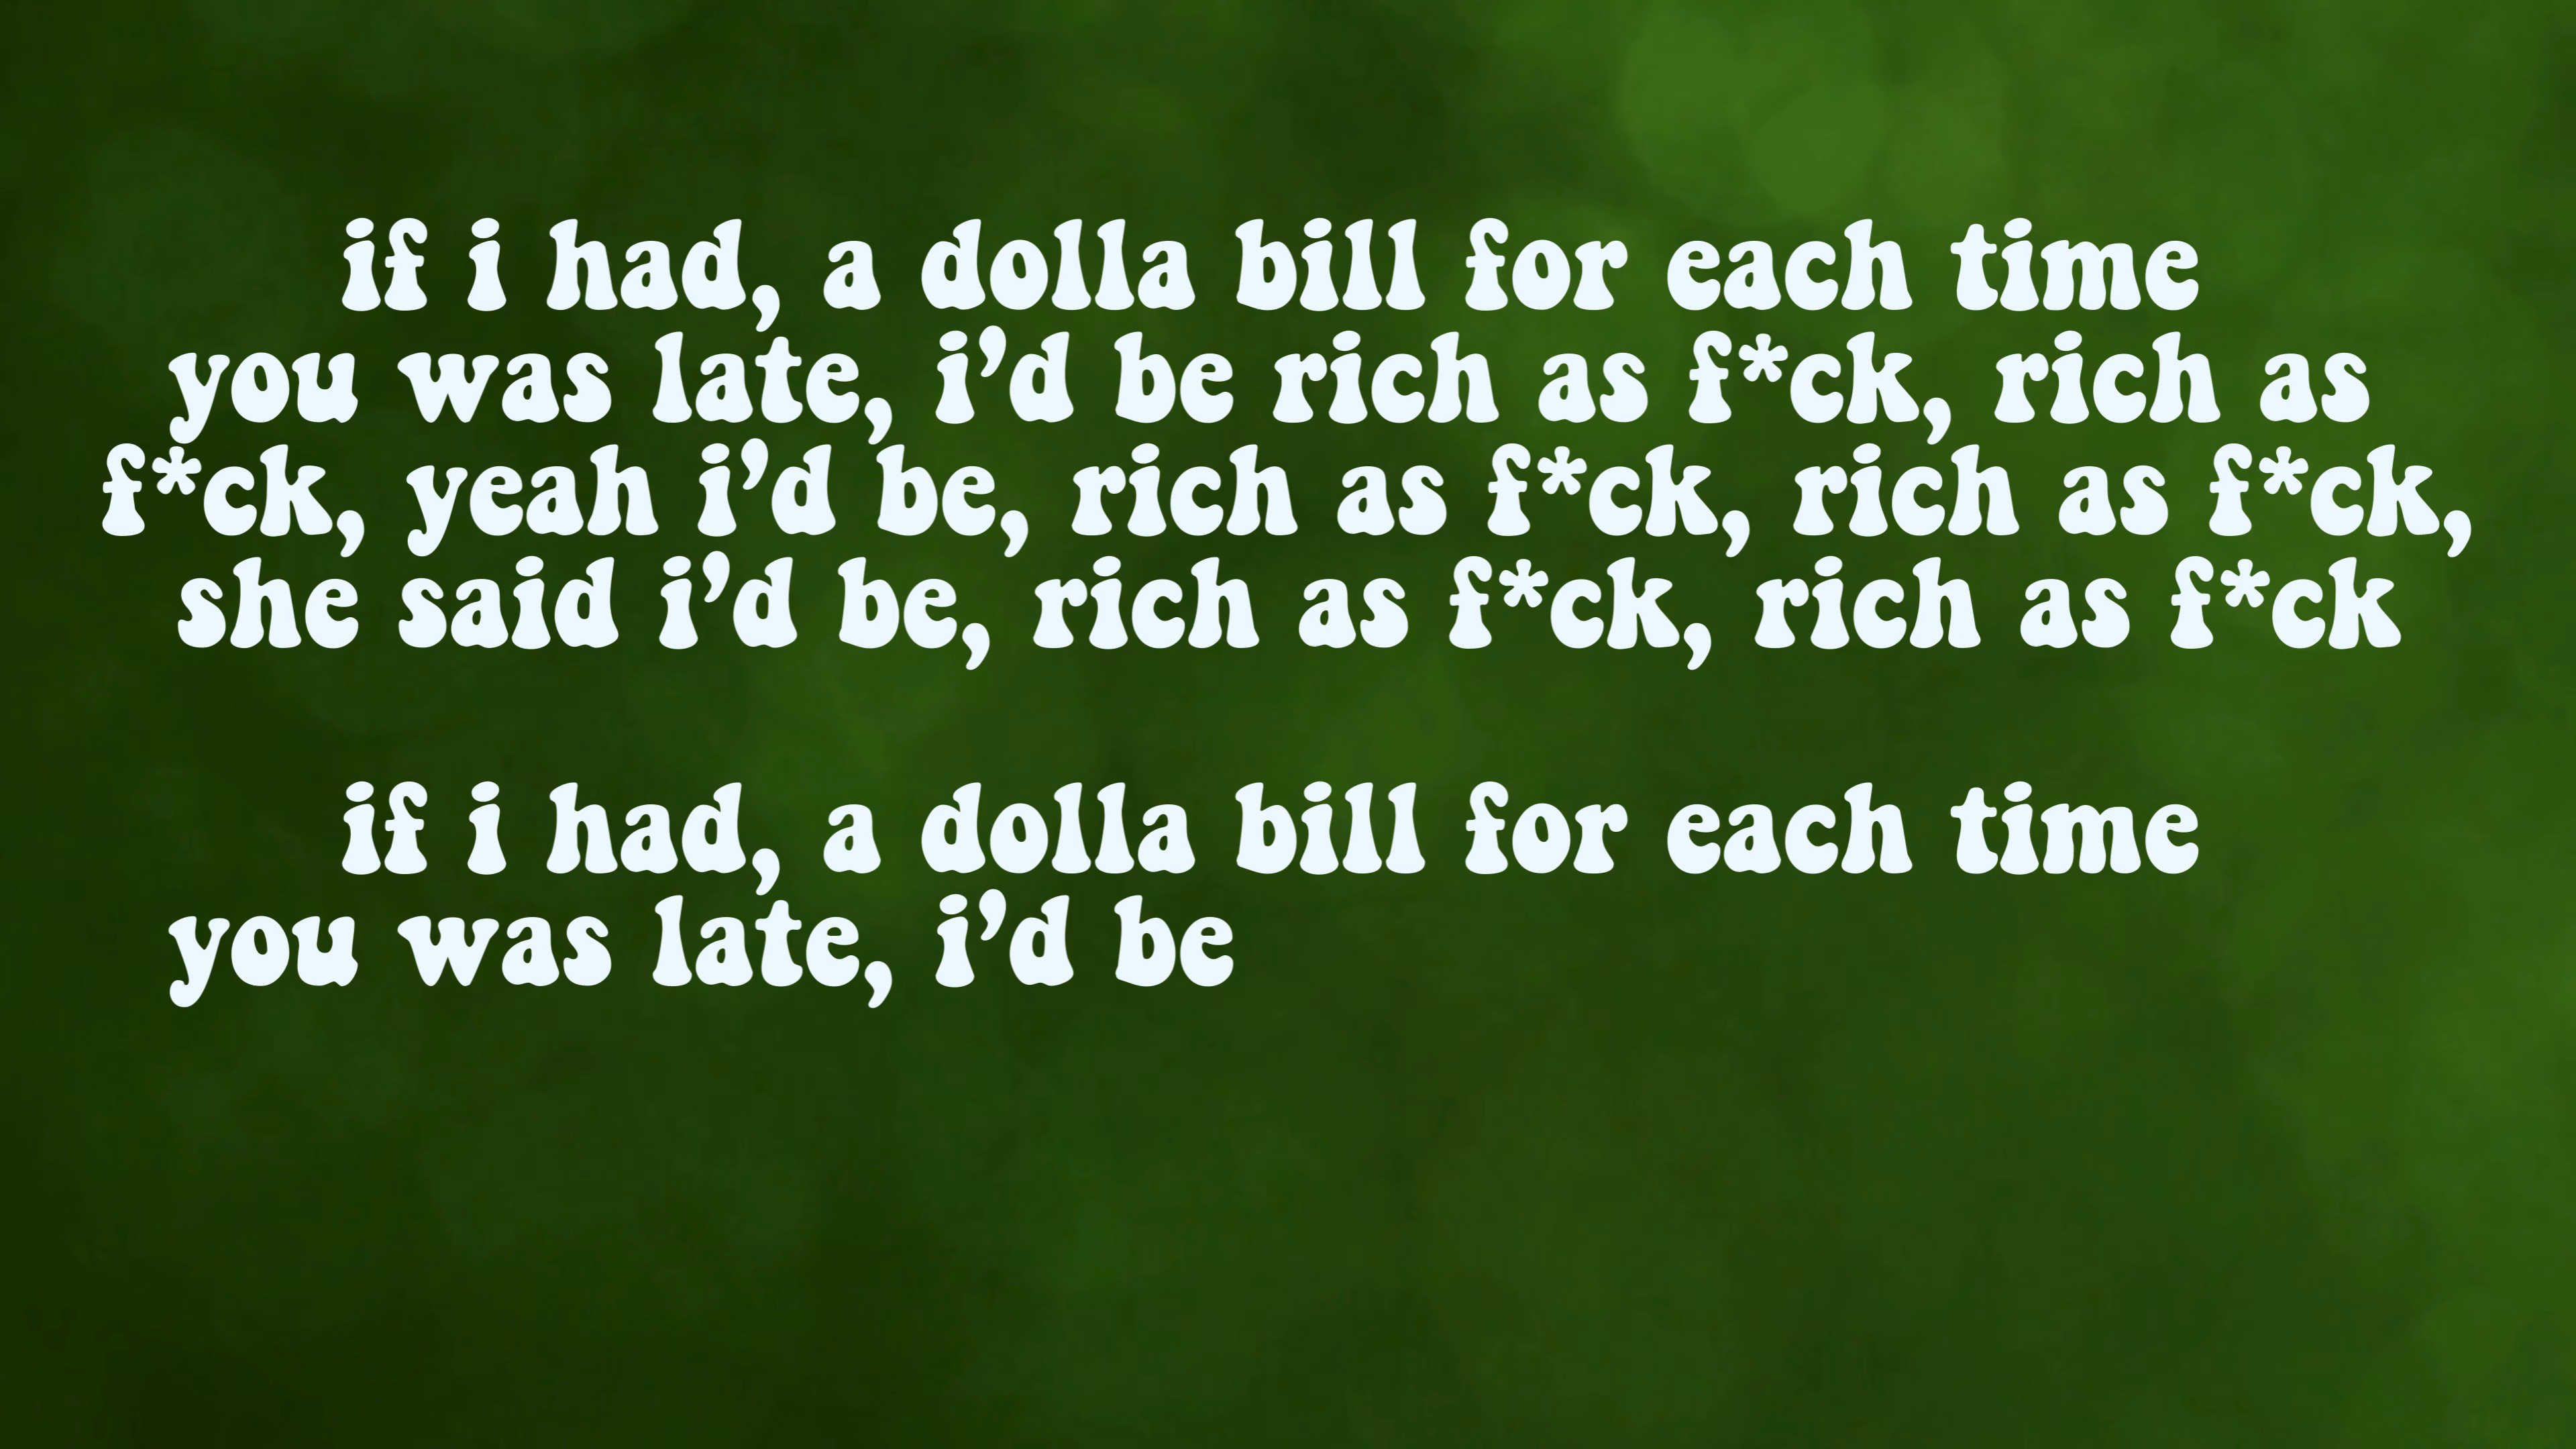 if i had, a dolla bill for each time
you was late, i’d be rich as f*ck, rich as
f*ck, yeah i’d be, rich as f*ck, rich as f*ck,
she said i’d be, rich as f*ck, rich as f*ck
if i had, a dolla bill for each time
you was late, i’d be